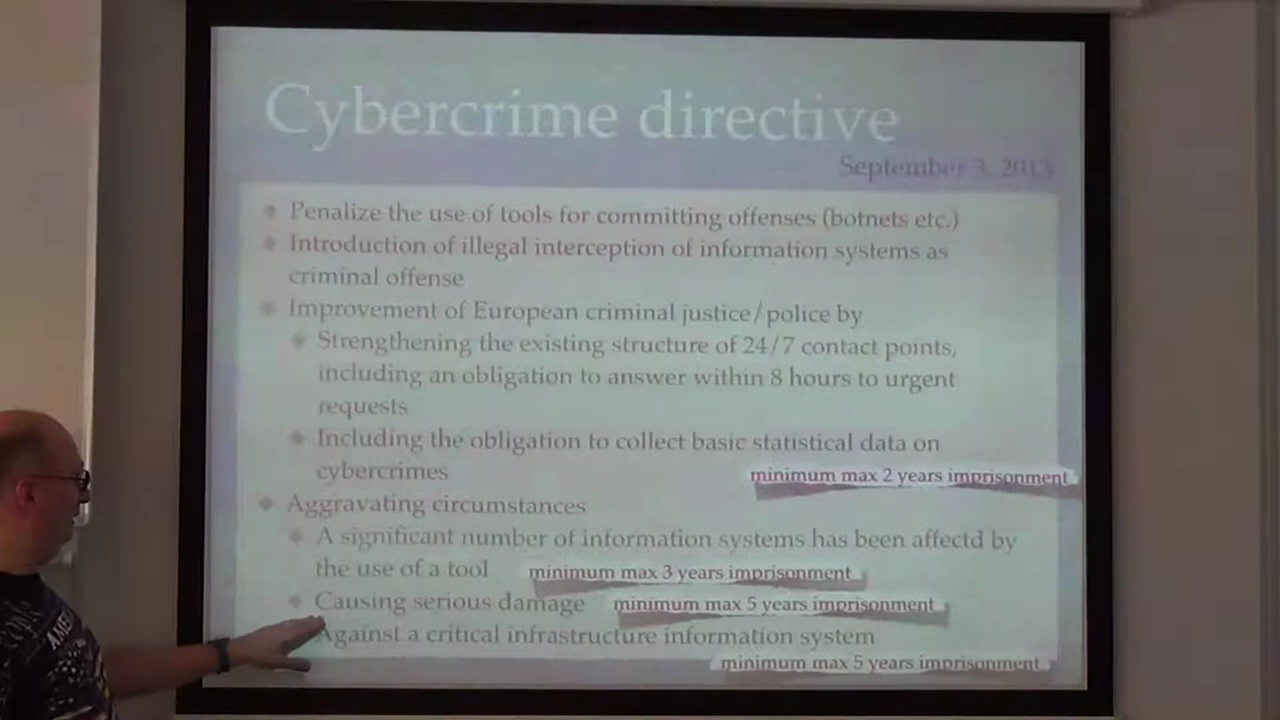 Cybercrime directive
September 3, 2013
Penalize the use of tools for committing offenses (botnets etc.)
Introduction of illegal interception of information systems as
criminal offense
Improvement of European criminal justice/police by
Strengthening the existing structure of 24/7 contact points,
including an obligation to answer within 8 hours to urgent
requests
Including the obligation to collect basic statistical data on
cybercrimes
minimum max 2 years imprisonment
Aggravating circumstances
A significant number of information systems has been affectd by
the use of a tool minimum max 3 years imprisonment
Causing serious damage minimum max 5 years imprisonment
Against a critical infrastructure information system
minimum max 5 years imprisonment